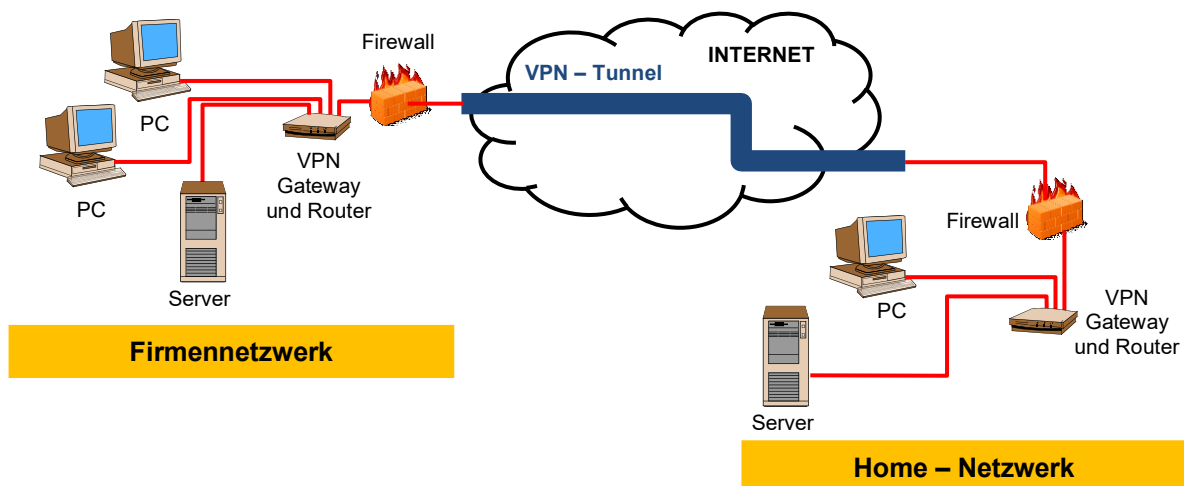 Firewall
INTERNET
VPN – Tunnel
PC
PC
VPN
Gateway
und Router
Server
Firmennetzwerk
Firewall
PC
VPN
Gateway
und Router
Server
Home – Netzwerk